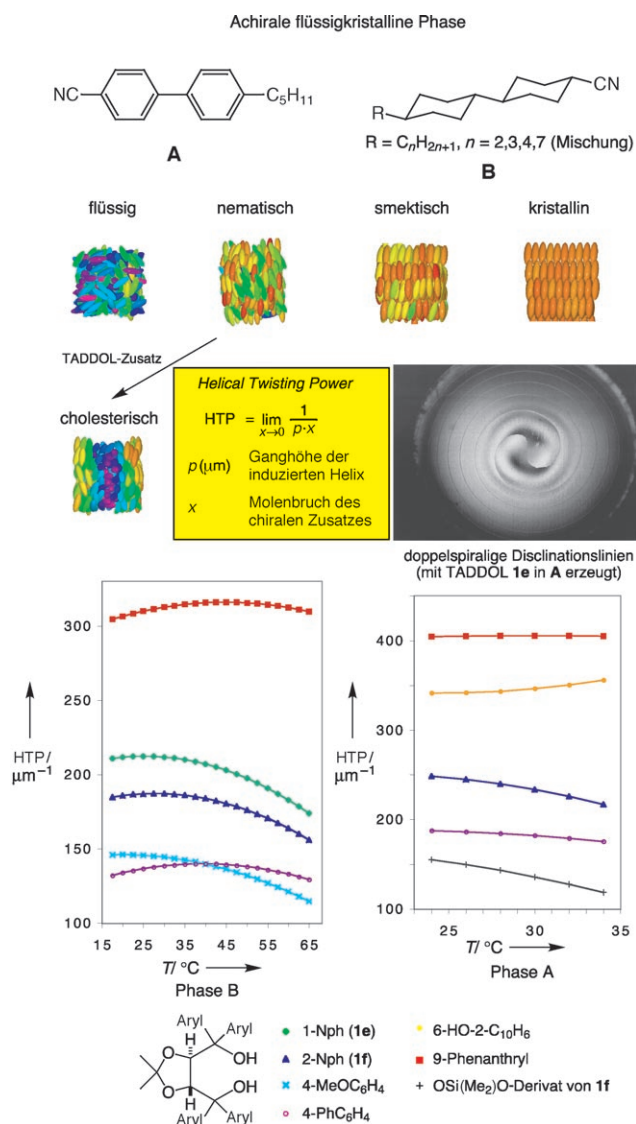 Achirale flüssigkristalline Phase
NC
C5H11
A
R
CN
R = CnH2n+1, n = 2,3,4,7 (Mischung)
B
flüssig
nematisch
smektisch
kristallin
TADDOL-Zusatz
cholesterisch
Helical Twisting Power
HTP = lim x→0 1/p·x
p (µm) Ganghöhe der
induzierten Helix
x Molenbruch des
chiralen Zusatzes
doppelspiralige Disclinationslinien
(mit TADDOL 1e in A erzeugt)
300
250
200
150
100
HTP/
µm−1
15 25 35 45 55 65
T/ °C
Phase B
400
300
250
200
100
HTP/
µm−1
25 30 35
T/ °C
Phase A
Aryl Aryl
H OH
O
O
H OH
Aryl Aryl
1-Nph (1e)
2-Nph (1f)
4-MeOC6H4
4-PhC6H4
6-HO-2-C10H6
9-Phenanthryl
OSi(Me2)O-Derivat von 1f